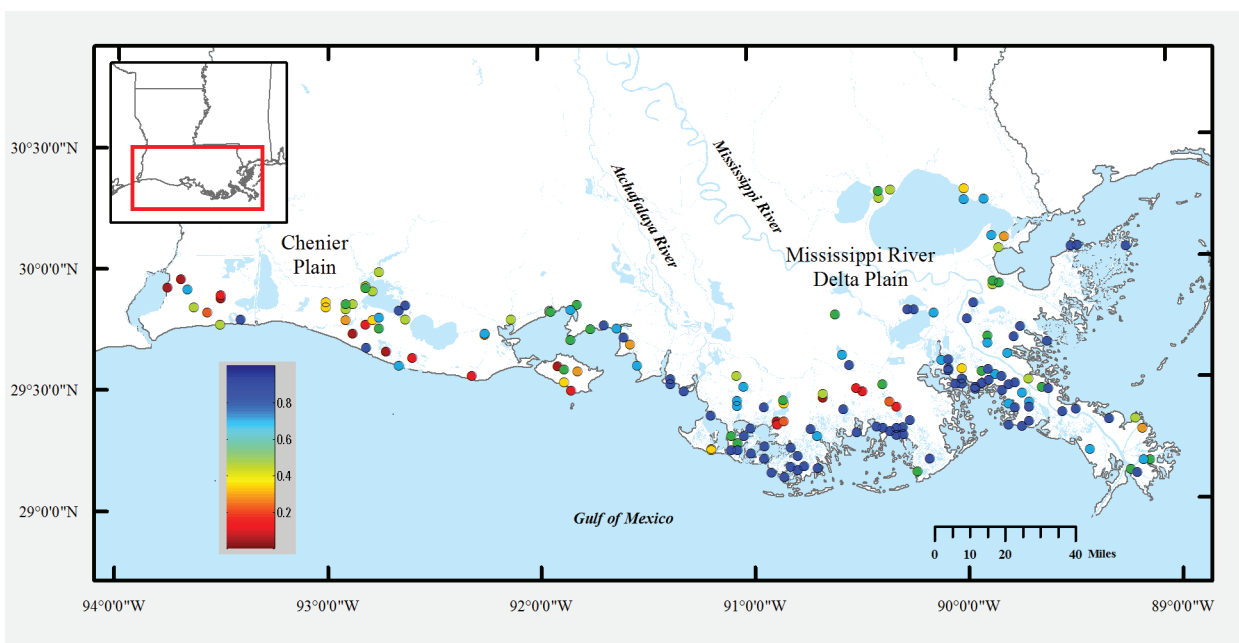 30°30'0"N
30°00'0"N
29°30'0"N
29°00'0"N
Chenier
Plain
Atchafalaya River
Mississippi River
Mississippi River
Delta Plain
0.8
0.6
0.4
0.2
Gulf of Mexico
0 10 20 40 Miles
94°0'0"W 93°0'0"W 92°0'0"W 91°0'0"W 90°0'0"W 89°0'0"W